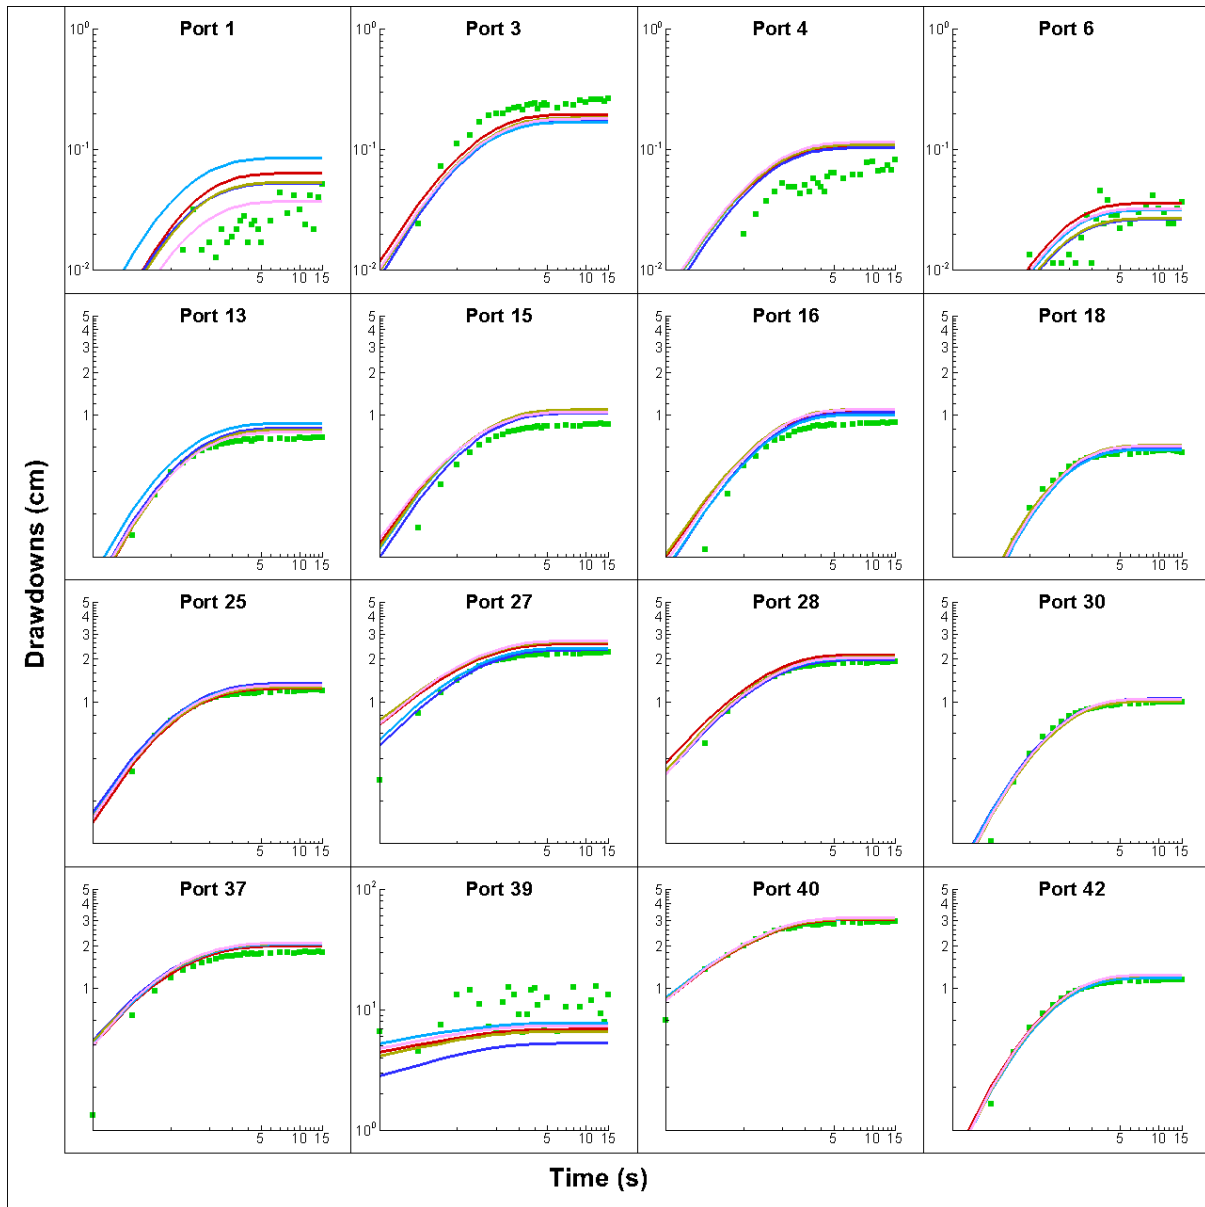 Port 1
Port 3
Port 4
Port 6
10⁰
10⁻¹
10⁻²
5 10 15
10⁰
10⁻¹
10⁻²
5 10 15
10⁰
10⁻¹
10⁻²
5 10 15
10⁰
10⁻¹
10⁻²
5 10 15
Port 13
Port 15
Port 16
Port 18
5
4
3
2
1
5 10 15
5
4
3
2
1
5 10 15
5
4
3
2
1
5 10 15
5
4
3
2
1
5 10 15
Drawdowns (cm)
Port 25
Port 27
Port 28
Port 30
5
4
3
2
1
5 10 15
5
4
3
2
1
5 10 15
5
4
3
2
1
5 10 15
5
4
3
2
1
5 10 15
Port 37
Port 39
Port 40
Port 42
5
4
3
2
1
5 10 15
10²
10¹
10⁰
5 10 15
5
4
3
2
1
5 10 15
5
4
3
2
1
5 10 15
Time (s)